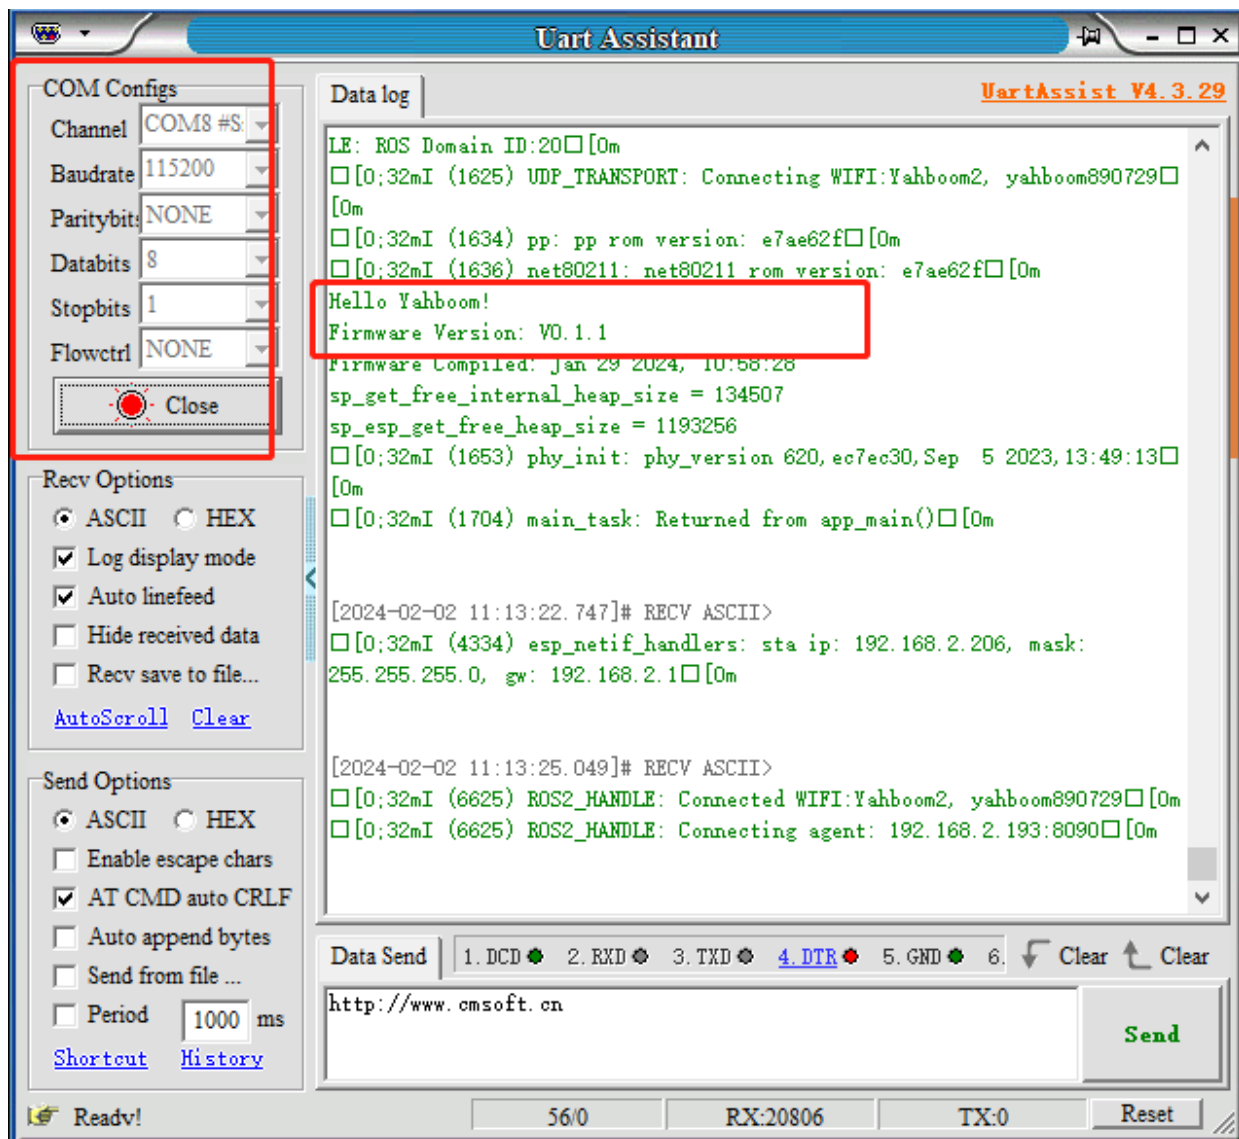 Uart Assistant
COM Configs
Channel COM8 #S:
Baudrate 115200
Paritybits NONE
Databits 8
Stopbits 1
Flowctrl NONE
Close
Recv Options
ASCII HEX
Log display mode
Auto linefeed
Hide received data
Recv save to file...
AutoScroll Clear
Send Options
ASCII HEX
Enable escape chars
AT CMD auto CRLF
Auto append bytes
Send from file ...
Period 1000 ms
Shortcut History
Data log
UartAssist V4.3.29
LE: ROS Domain ID:20□[0m
□[0;32mI (1625) UDP_TRANSPORT: Connecting WIFI:Yahboom2, yahboom890729□
[0m
□[0;32mI (1634) pp: pp rom version: e7ae62f□[0m
□[0;32mI (1636) net80211: net80211 rom version: e7ae62f□[0m
Hello Yahboom!
Firmware Version: V0.1.1
Firmware Compiled: Jan 29 2024, 10:58:28
sp_get_free_internal_heap_size = 134507
sp_esp_get_free_heap_size = 1193256
□[0;32mI (1653) phy_init: phy_version 620,ec7ec30,Sep  5 2023,13:49:13□
[0m
□[0;32mI (1704) main_task: Returned from app_main()□[0m
[2024-02-02 11:13:22.747]# RECV ASCII>
□[0;32mI (4334) esp_netif_handlers: sta ip: 192.168.2.206, mask:
255.255.255.0, gw: 192.168.2.1□[0m
[2024-02-02 11:13:25.049]# RECV ASCII>
□[0;32mI (6625) ROS2_HANDLE: Connected WIFI:Yahboom2, yahboom890729□[0m
□[0;32mI (6625) ROS2_HANDLE: Connecting agent: 192.168.2.193:8090□[0m
Data Send 1.DCD 2.RXD 3.TXD 4.DTR 5.GND 6. Clear Clear
http://www.cmsoft.cn
Send
Ready! 56/0 RX:20806 TX:0 Reset